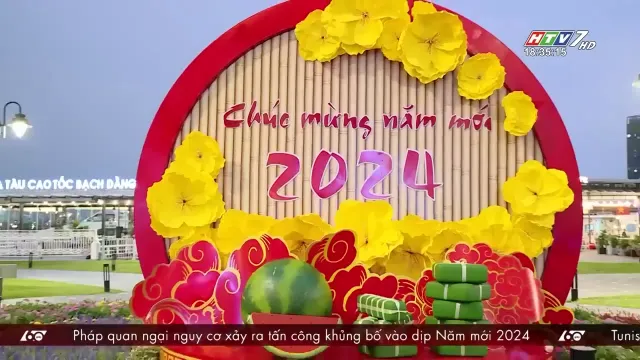 HTV7 HD
18:35:15
Chúc mừng năm mới
2024
A TÀU CAO TỐC BẠCH ĐẰNG
60 Pháp quan ngại nguy cơ xảy ra tấn công khủng bố vào dịp Năm mới 2024 60 Tunis